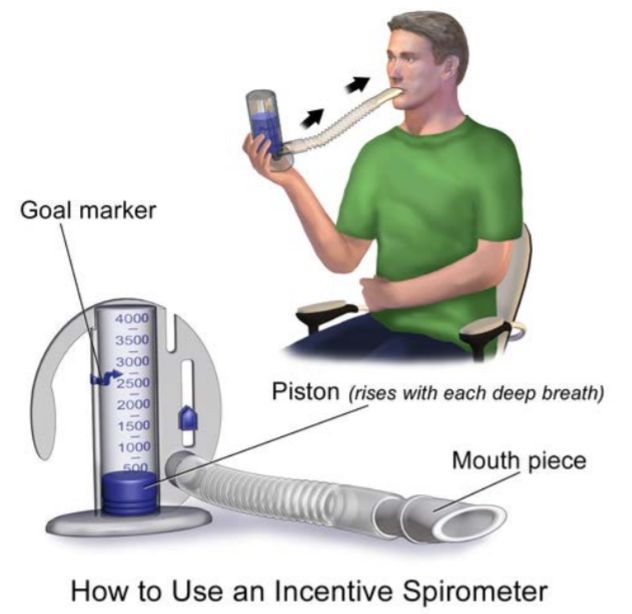 Goal marker
4000
3500
3000
2500
2000
1500
1000
500
Piston (rises with each deep breath)
Mouth piece
How to Use an Incentive Spirometer